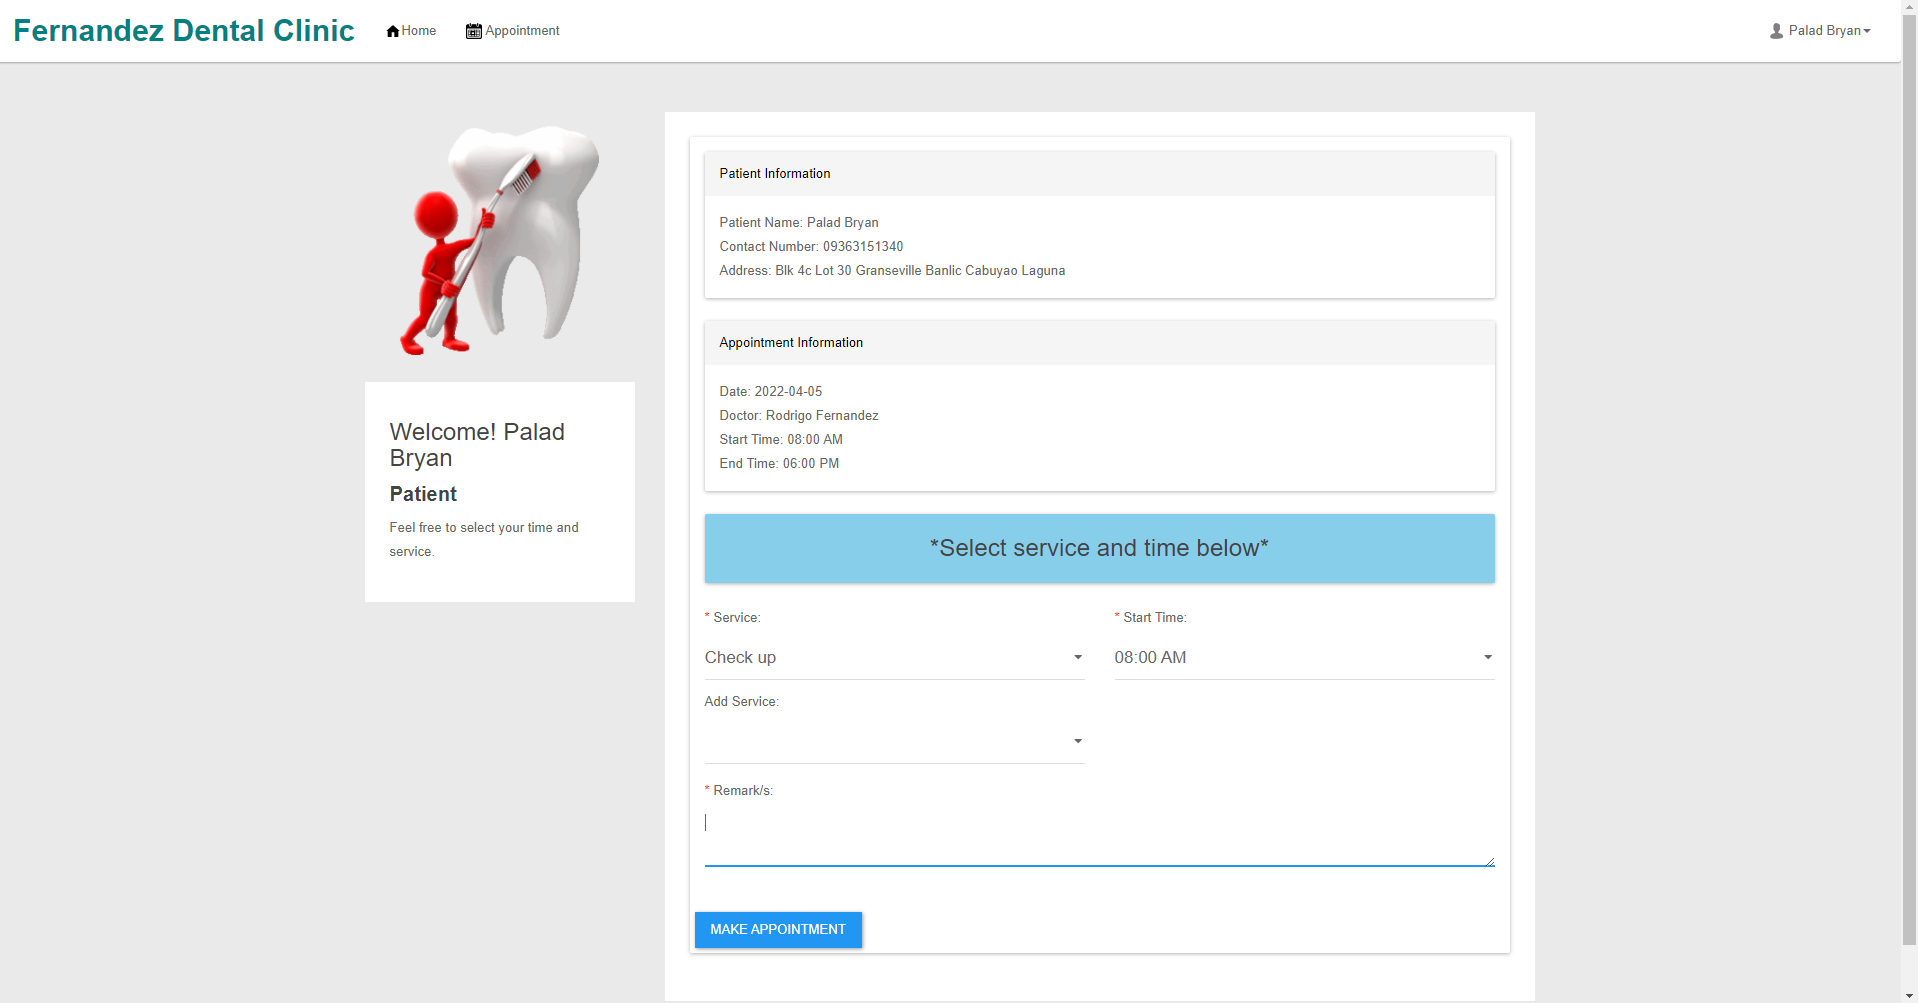 Fernandez Dental Clinic
Home
Appointment
Palad Bryan
Welcome! Palad
Bryan
Patient
Feel free to select your time and
service.
Patient Information
Patient Name: Palad Bryan
Contact Number: 09363151340
Address: Blk 4c Lot 30 Granseville Banlic Cabuyao Laguna
Appointment Information
Date: 2022-04-05
Doctor: Rodrigo Fernandez
Start Time: 08:00 AM
End Time: 06:00 PM
*Select service and time below*
* Service:
Check up
* Start Time:
08:00 AM
Add Service:
* Remark/s:
MAKE APPOINTMENT